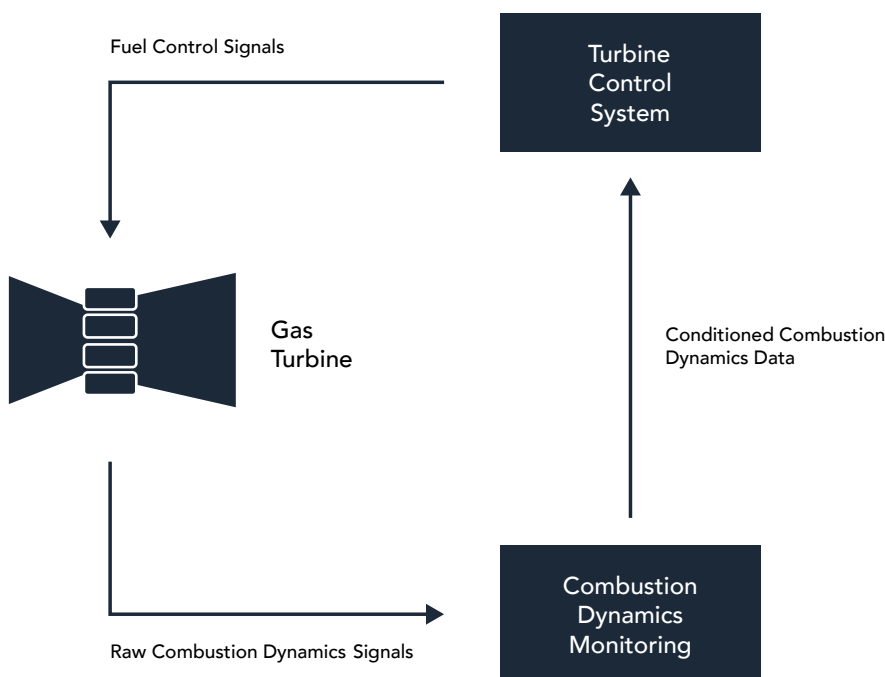 Fuel Control Signals
Turbine
Control
System
Gas
Turbine
Conditioned Combustion
Dynamics Data
Combustion
Dynamics
Monitoring
Raw Combustion Dynamics Signals